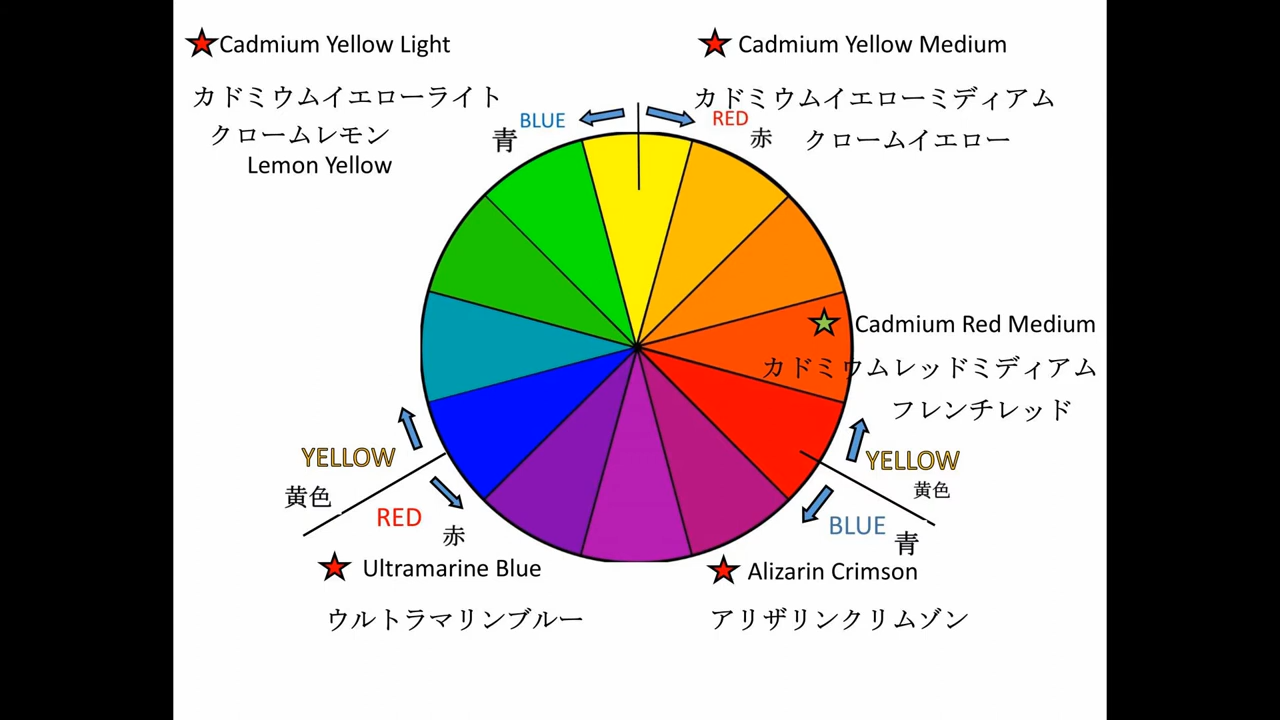 Cadmium Yellow Light
カドミウムイエローライト
クロームレモン
Lemon Yellow
BLUE
青
Cadmium Yellow Medium
カドミウムイエローミディアム
RED
赤
クロームイエロー
Cadmium Red Medium
カドミゥムレッドミディアム
フレンチレッド
YELLOW
黄色
RED
赤
YELLOW
黄色
BLUE
青
Ultramarine Blue
ウルトラマリンブルー
Alizarin Crimson
アリザリンクリムゾン